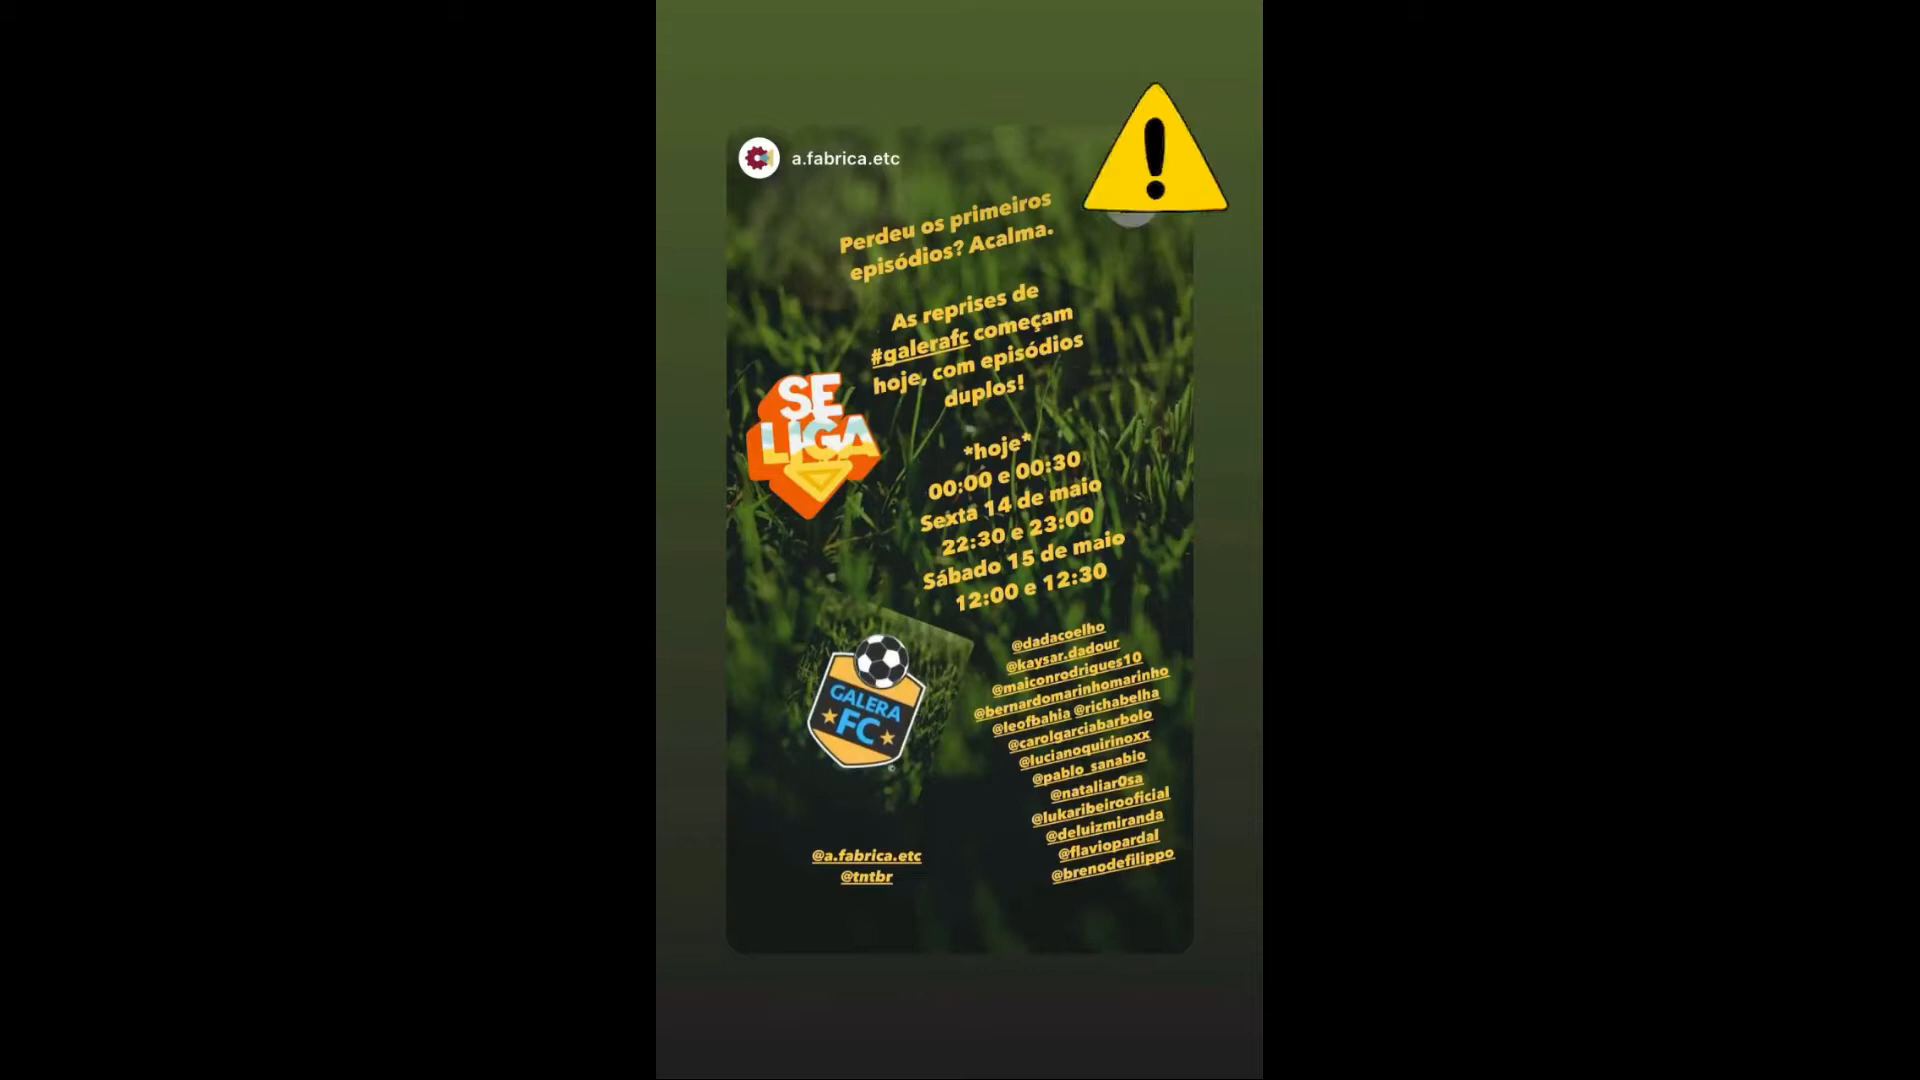 a.fabrica.etc
Perdeu os primeiros
episódios? Acalma.
As reprises de
#galerafc começam
hoje, com episódios
duplos!
SE
LIGA
*hoje*
00:00 e 00:30
Sexta 14 de maio
22:30 e 23:00
Sábado 15 de maio
12:00 e 12:30
GALERA
FC
@dadacoelho
@kaysar.dadour
@maiconrodrigues10
@bernardomarinhomarinho
@leofbahia @richabelha
@carolgarciabarbolo
@lucianoquirinoxx
@pablo_sanabio
@nataliar0sa
@lukaribeirooficial
@deluizmiranda
@flaviopardal
@brenodefilippo
@a.fabrica.etc
@tntbr